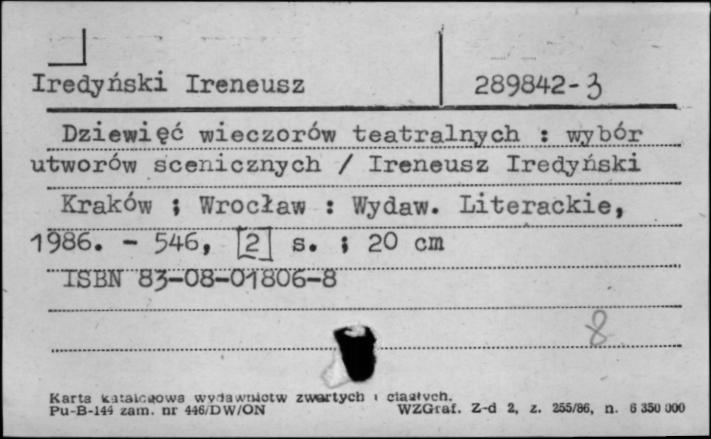 Iredyński Ireneusz
289842-3
Dziewięć wieczorów teatralnych : wybór
utworów scenicznych / Ireneusz Iredyński
Kraków ; Wrocław : Wydaw. Literackie,
1986. - 546, [2] s. ; 20 cm
ISBN 83-08-01806-8
8
Karta katalogowa wydawnictw zwartych i ciągłych.
Pu-B-144 zam. nr 446/DW/ON
WZGraf. Z-d 2, z. 255/86, n. 6 350 000